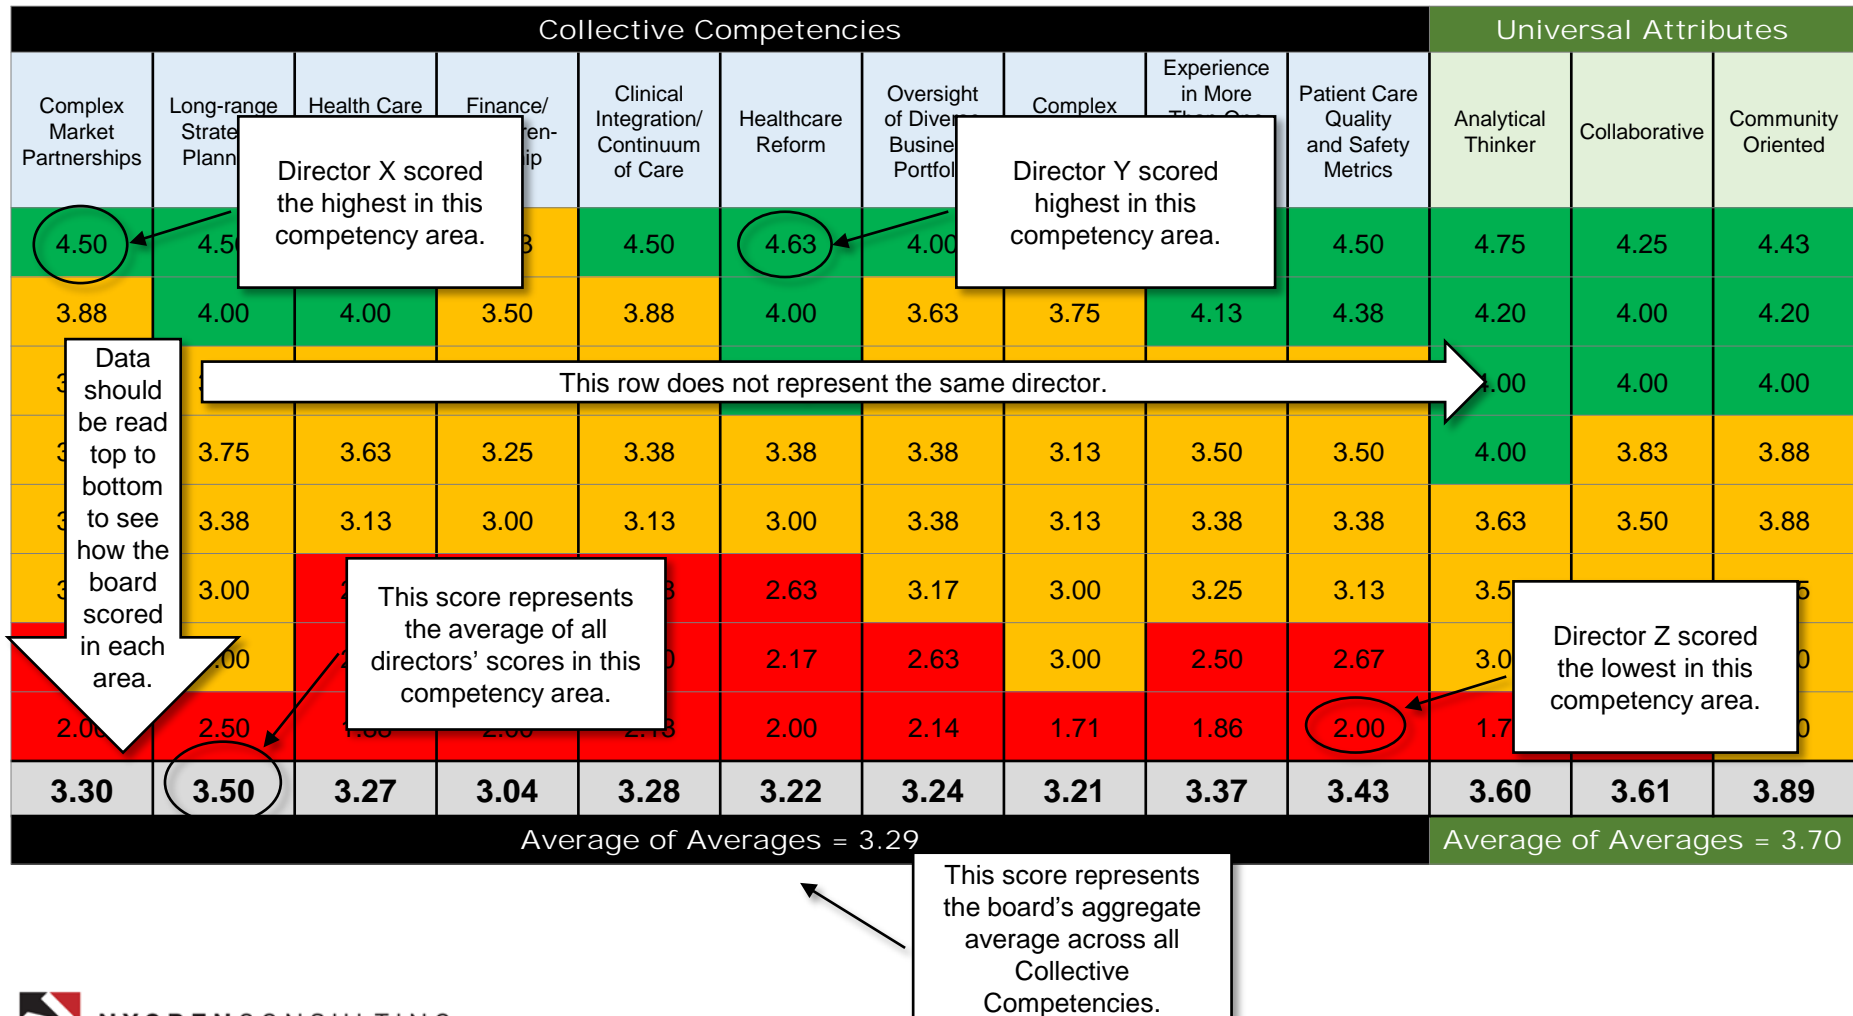 Collective Competencies
Universal Attributes
Complex
Market
Partnerships
Long-range
Health Care
Finance/
Clinical
Integration/
Continuum
of Care
Healthcare
Reform
Oversight
of
Complex
Experience
in More
Patient Care
Quality
and Safety
Metrics
Analytical
Thinker
Collaborative
Community
Oriented
Director X scored
the highest in this
competency area.
Director Y scored
highest in this
competency area.
4.50 4.50 4.63 4.00 4.50 4.75 4.25 4.43
3.88 4.00 4.00 3.50 3.88 4.00 3.63 3.75 4.13 4.38 4.20 4.00 4.20
This row does not represent the same director.
4.00 4.00
Data
should
be read
top to
bottom
to see
how the
board
scored
in each
area.
3.75 3.63 3.25 3.38 3.38 3.38 3.13 3.50 3.50 4.00 3.83 3.88
3.38 3.13 3.00 3.13 3.00 3.38 3.13 3.38 3.38 3.63 3.50 3.88
3.00 2.63 3.17 3.00 3.25 3.13
This score represents
the average of all
directors’ scores in this
competency area.
2.17 2.63 3.00 2.50 2.67
Director Z scored
the lowest in this
competency area.
2.50 2.00 2.14 1.71 1.86 2.00
3.30 3.50 3.27 3.04 3.28 3.22 3.24 3.21 3.37 3.43 3.60 3.61 3.89
Average of Averages = 3.29
Average of Averages = 3.70
This score represents
the board’s aggregate
average across all
Collective
Competencies.